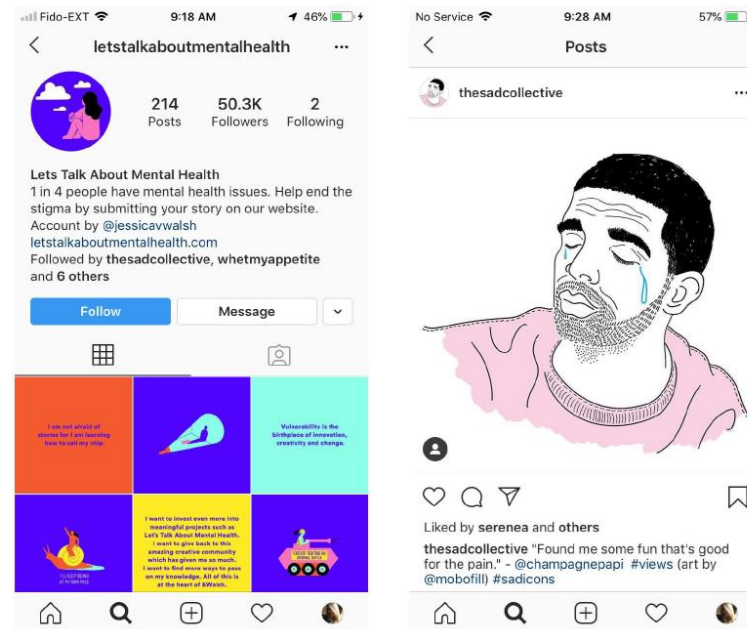 Fido-EXT 9:18 AM 46%
letstalkaboutmentalhealth
214 50.3K 2
Posts Followers Following
Lets Talk About Mental Health
1 in 4 people have mental health issues. Help end the
stigma by submitting your story on our website.
Account by @jessicavwalsh
letstalkaboutmentalhealth.com
Followed by thesadcollective, whetmyappetite
and 6 others
Follow Message
I am not afraid of
storms for I am learning
how to sail my ship.
Vulnerability is the
birthplace of innovation,
creativity and change.
I'LL KEEP GOING
AT MY OWN PACE
I want to invest even more into
meaningful projects such as
Let's Talk About Mental Health.
I want to give back to this
amazing creative community
which has given me so much.
I want to find more ways to pass
on my knowledge. All of this is
at the heart of &Walsh.
No Service 9:28 AM 57%
Posts
thesadcollective
Liked by serenea and others
thesadcollective "Found me some fun that's good
for the pain." - @champagnepapi #views (art by
@mobofill) #sadicons